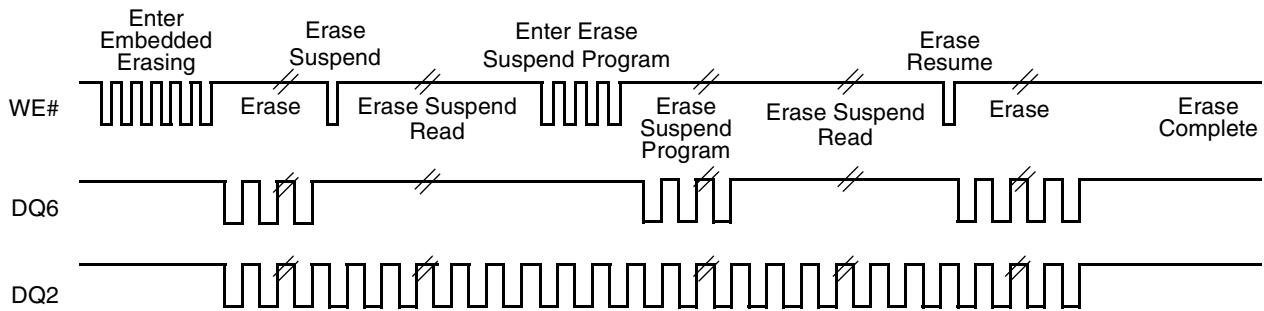 Enter
Embedded
Erasing
Erase
Suspend
Enter Erase
Suspend Program
Erase
Resume
WE#
Erase
Erase Suspend
Read
Erase
Suspend
Program
Erase Suspend
Read
Erase
Erase
Complete
DQ6
DQ2